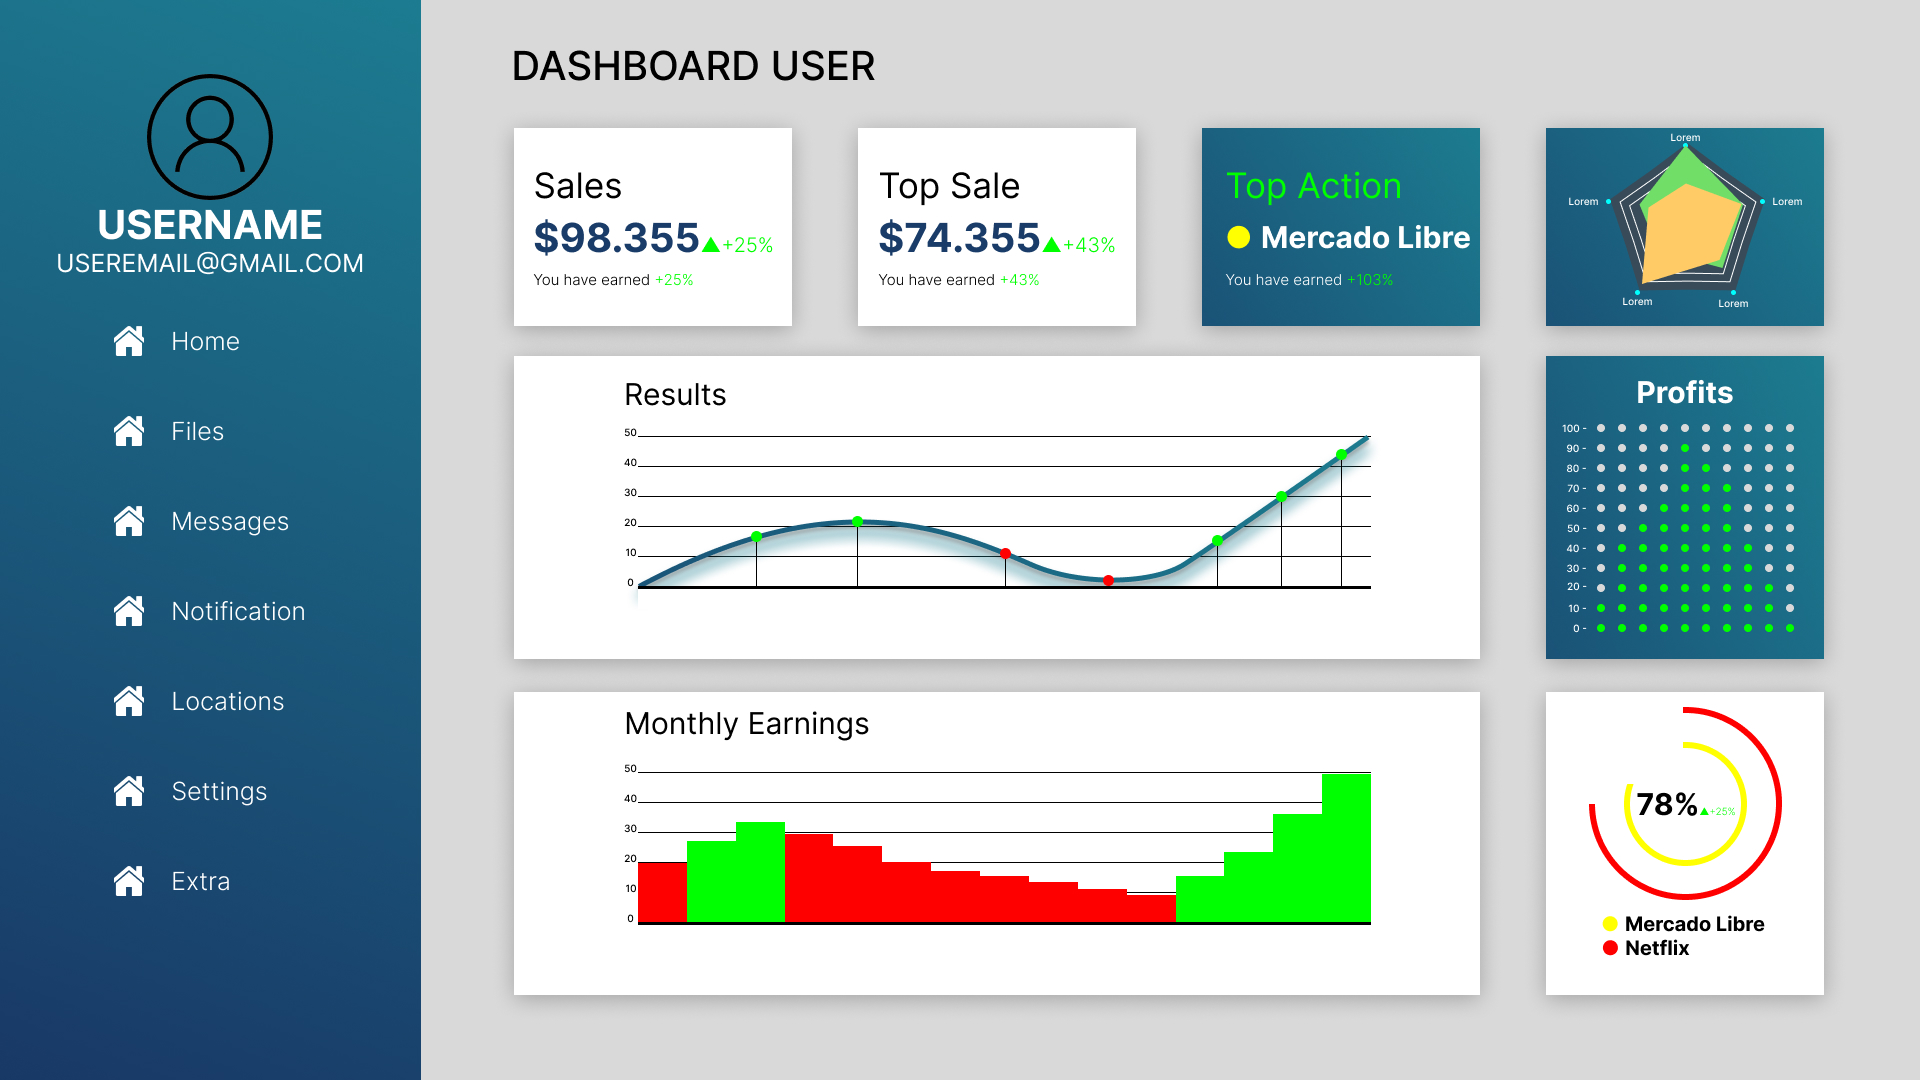 USERNAME
USEREMAIL@GMAIL.COM
Home
Files
Messages
Notification
Locations
Settings
Extra
DASHBOARD USER
Sales
$98.355 +25%
You have earned +25%
Top Sale
$74.355 +43%
You have earned +43%
Top Action
Mercado Libre
You have earned +103%
Lorem
Lorem
Lorem
Lorem
Lorem
Results
50
40
30
20
10
0
Profits
100 -
90 -
80 -
70 -
60 -
50 -
40 -
30 -
20 -
10 -
0 -
Monthly Earnings
50
40
30
20
10
0
78% +25%
Mercado Libre
Netflix